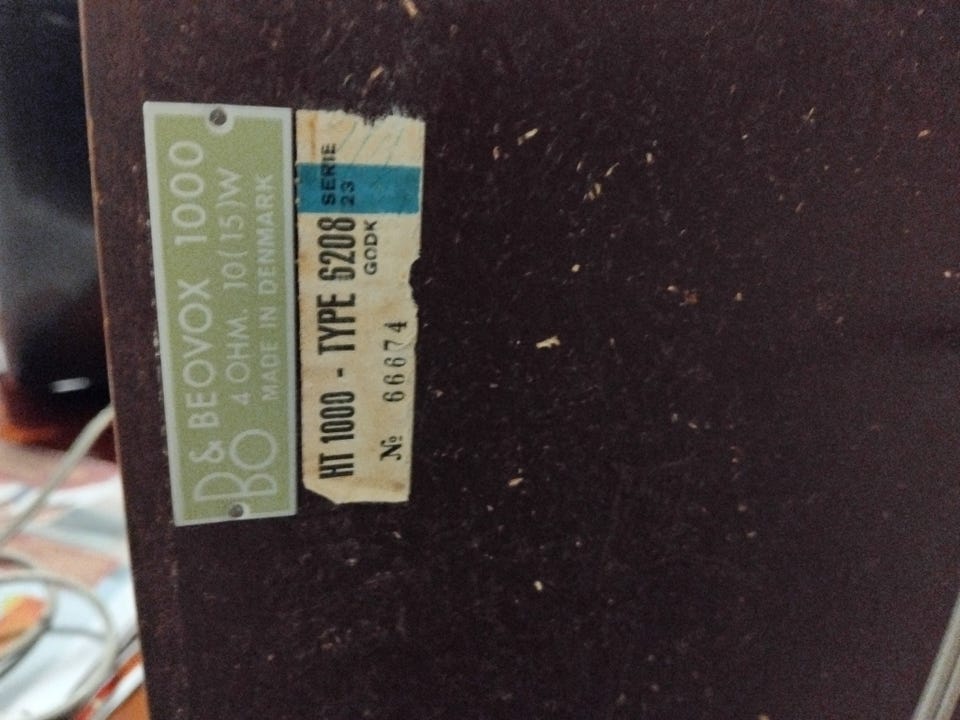 B&O BEOVOX 1000
4 OHM. 10(15)W
MADE IN DENMARK
HT 1000 - TYPE 6208
SERIE
23
GODK
№ 66674